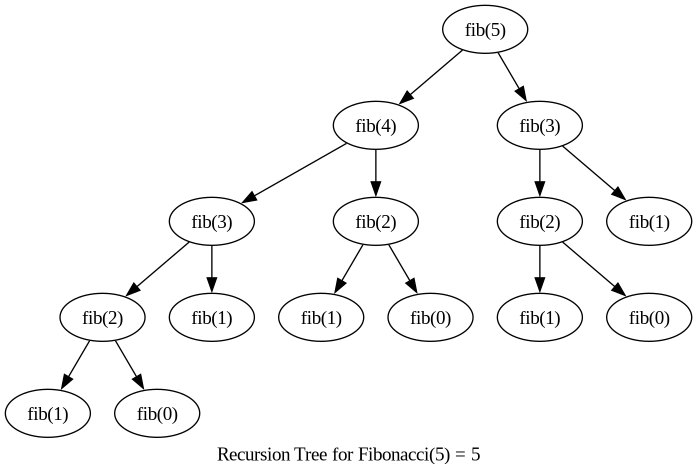 fib(5)
fib(4)
fib(3)
fib(3)
fib(2)
fib(2)
fib(1)
fib(2)
fib(1)
fib(1)
fib(0)
fib(1)
fib(0)
fib(1)
fib(0)
Recursion Tree for Fibonacci(5) = 5